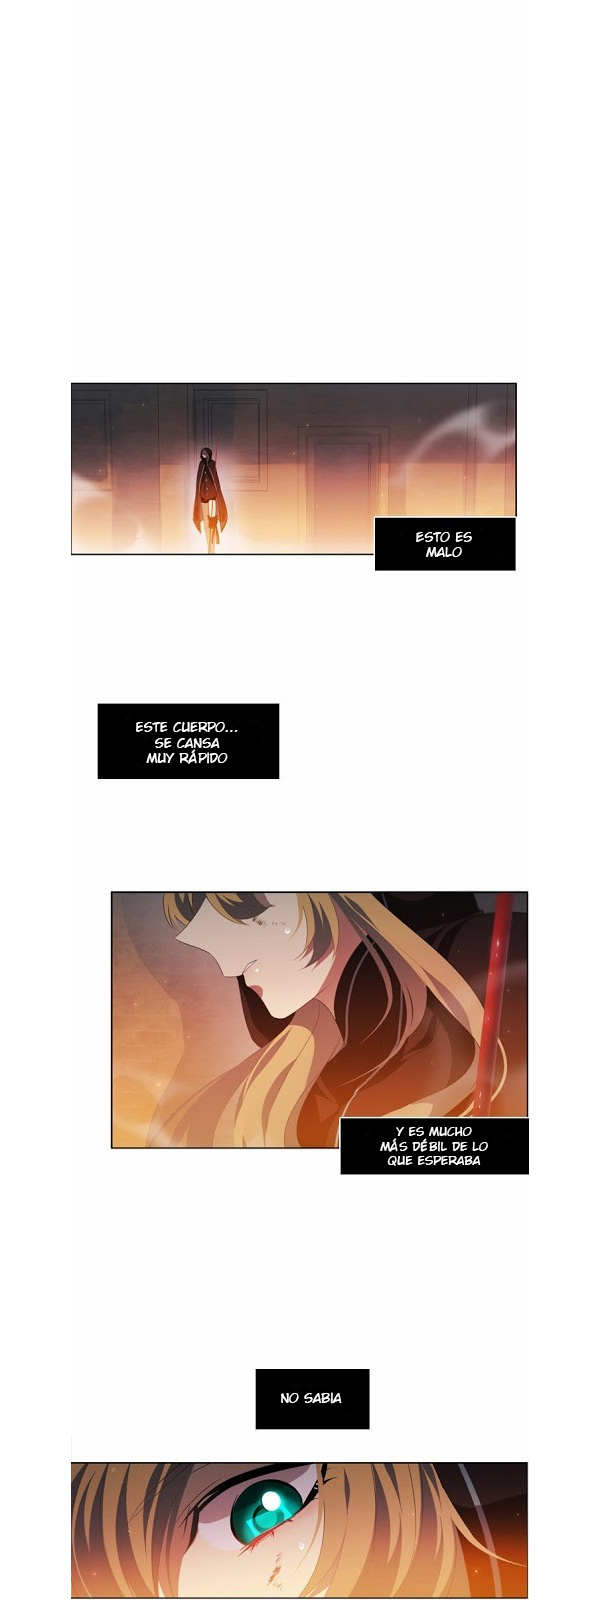 ESTO ES
MALO
ESTE CUERPO...
SE CANSA
MUY RÁPIDO
Y ES MUCHO
MÁS DÉBIL DE LO
QUE ESPERABA
NO SABIA